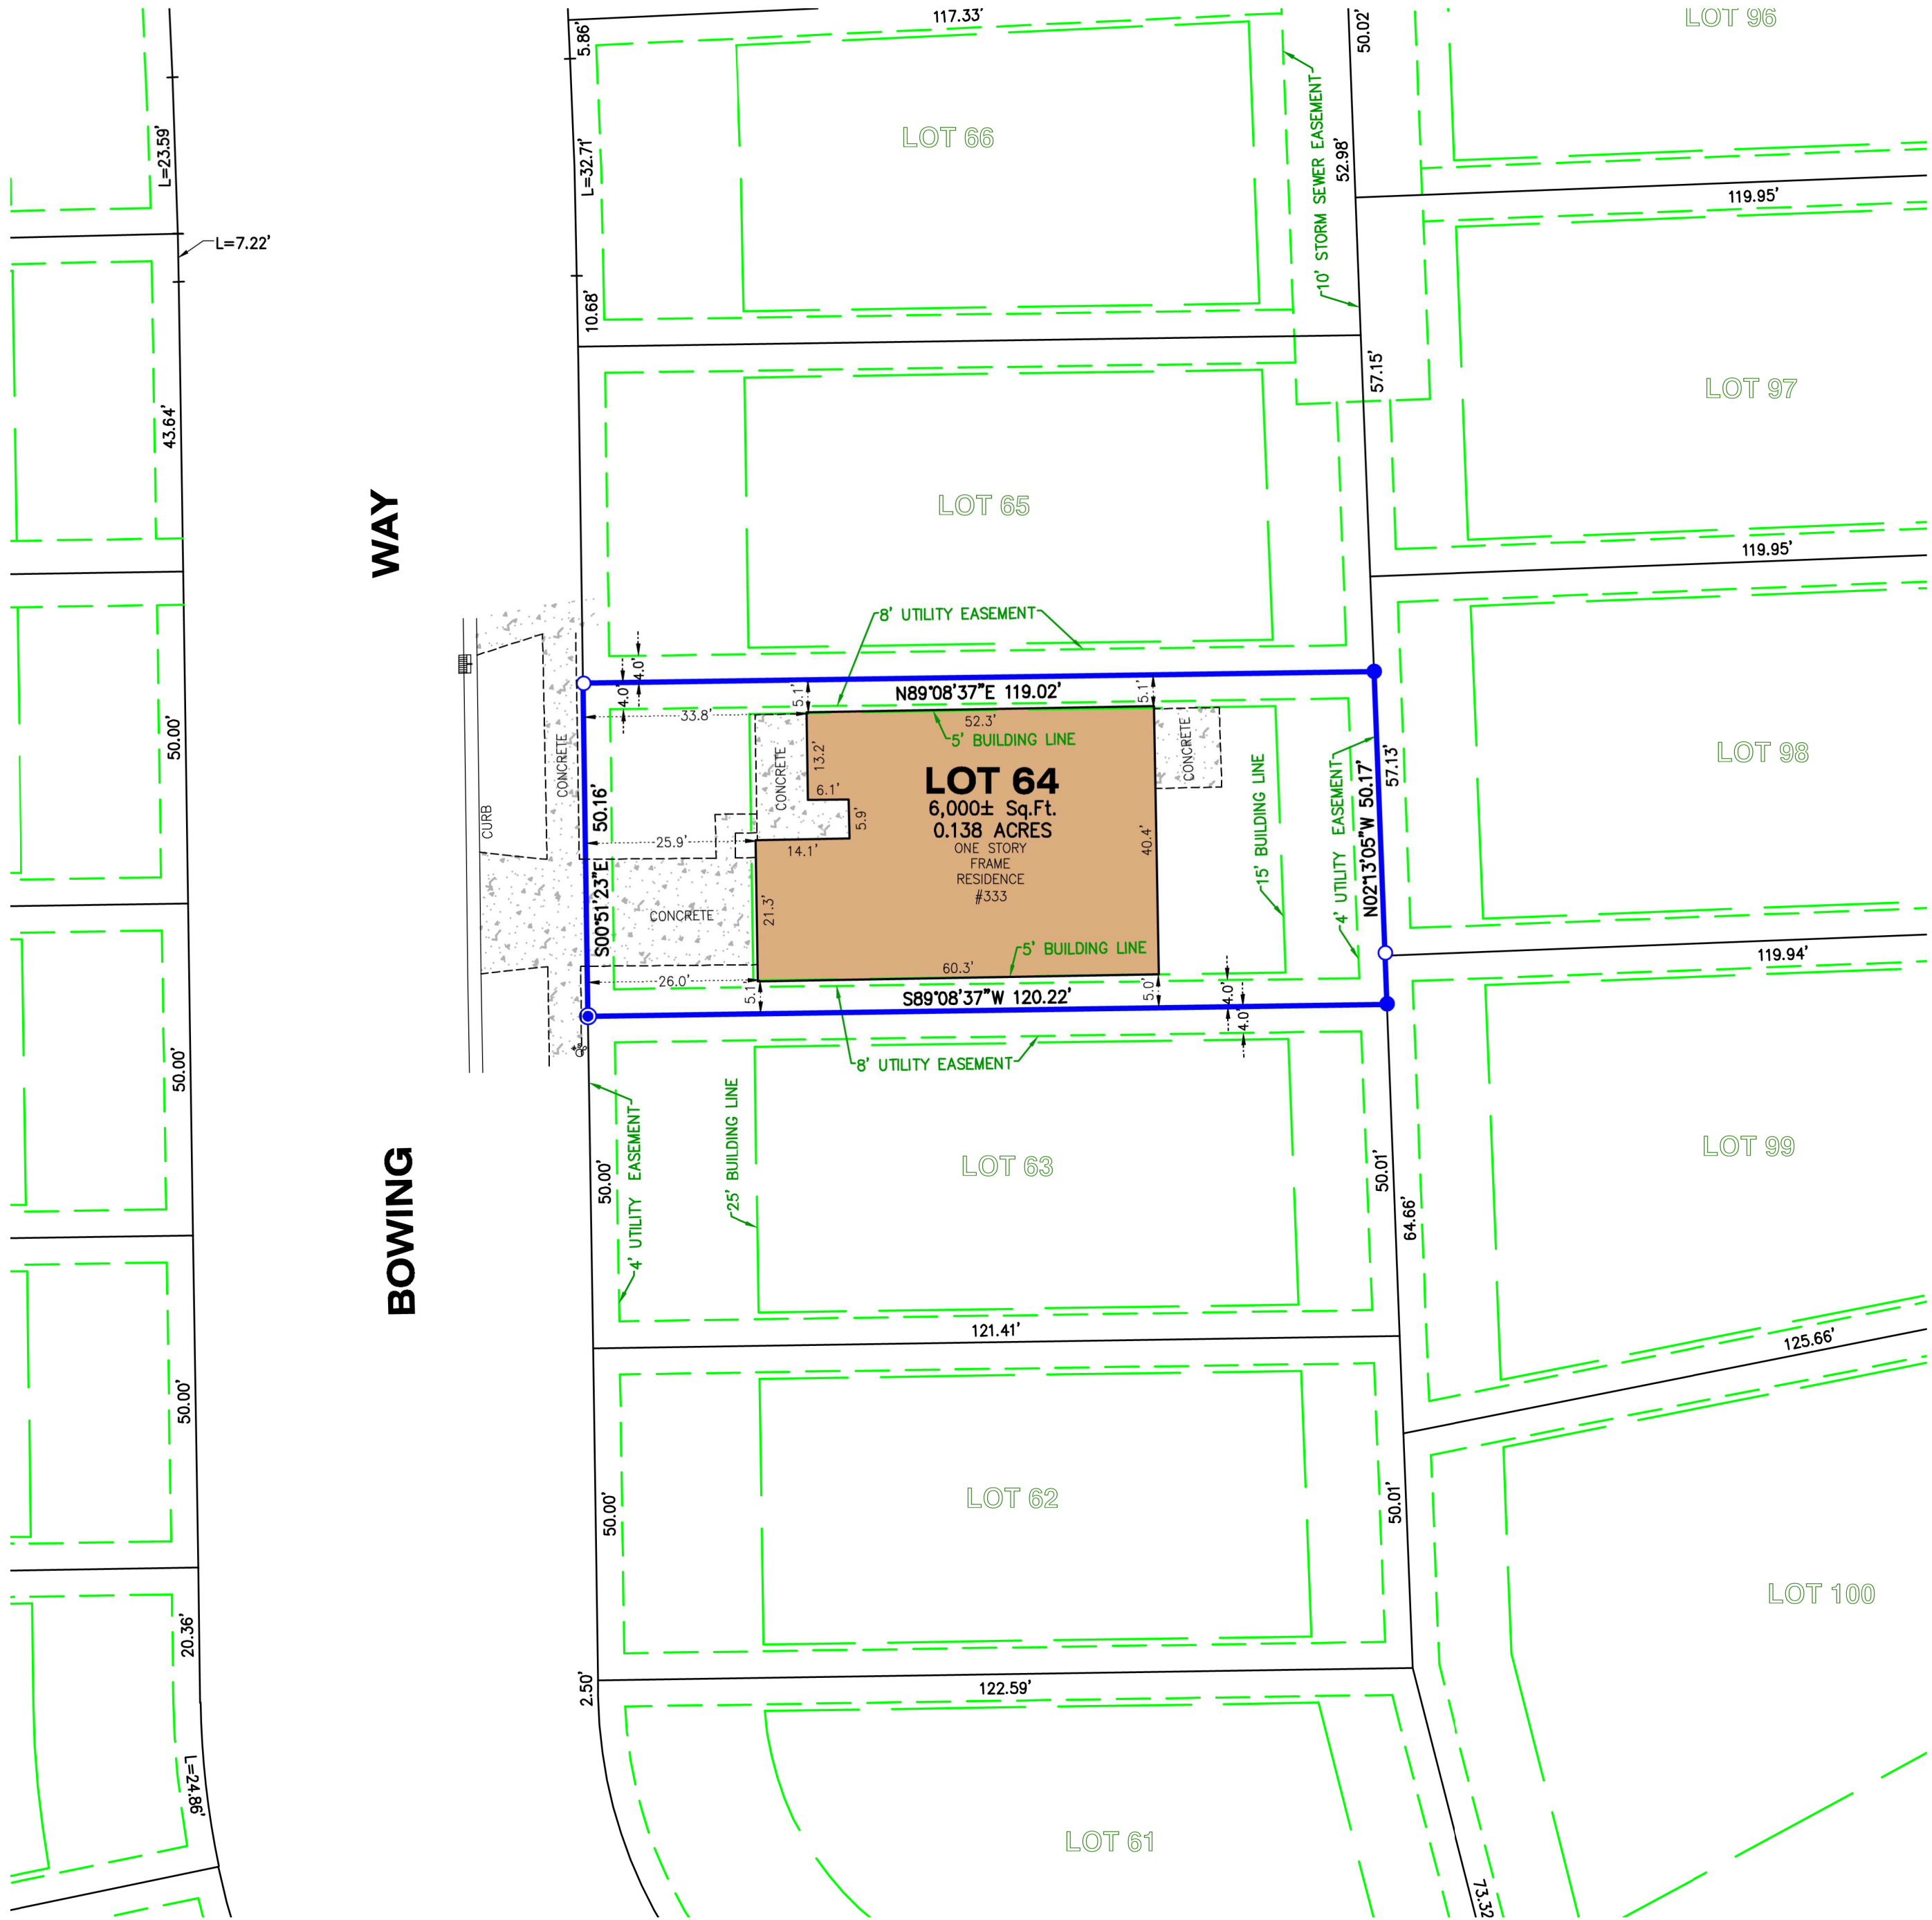 117.33'
LOT 96
5.86'
50.02'
L=23.59'
LOT 66
L=32.71'
10' STORM SEWER EASEMENT
52.98'
119.95'
L=7.22'
10.68'
57.15'
LOT 97
43.64'
WAY
LOT 65
119.95'
8' UTILITY EASEMENT
4.0'
4.0'
5.1'
N89°08'37"E 119.02'
5.1'
33.8'
52.3'
5' BUILDING LINE
50.00'
CONCRETE
CONCRETE
13.2'
CONCRETE
LOT 98
LOT 64
6,000± Sq.Ft.
0.138 ACRES
ONE STORY
FRAME
RESIDENCE
#333
6.1'
5.9'
CURB
S00°51'23"E 50.16'
25.9'
14.1'
40.4'
15' BUILDING LINE
4' UTILITY EASEMENT
N02°13'05"W 50.17'
57.13'
21.3'
CONCRETE
5' BUILDING LINE
60.3'
119.94'
26.0'
5.1'
S89°08'37"W 120.22'
5.0'
4.0'
4.0'
8' UTILITY EASEMENT
50.00'
BOWING
50.00'
4' UTILITY EASEMENT
25' BUILDING LINE
LOT 63
50.01'
64.66'
LOT 99
121.41'
125.66'
50.00'
50.00'
LOT 62
50.01'
LOT 100
20.36'
2.50'
122.59'
L=24.86'
LOT 61
73.32